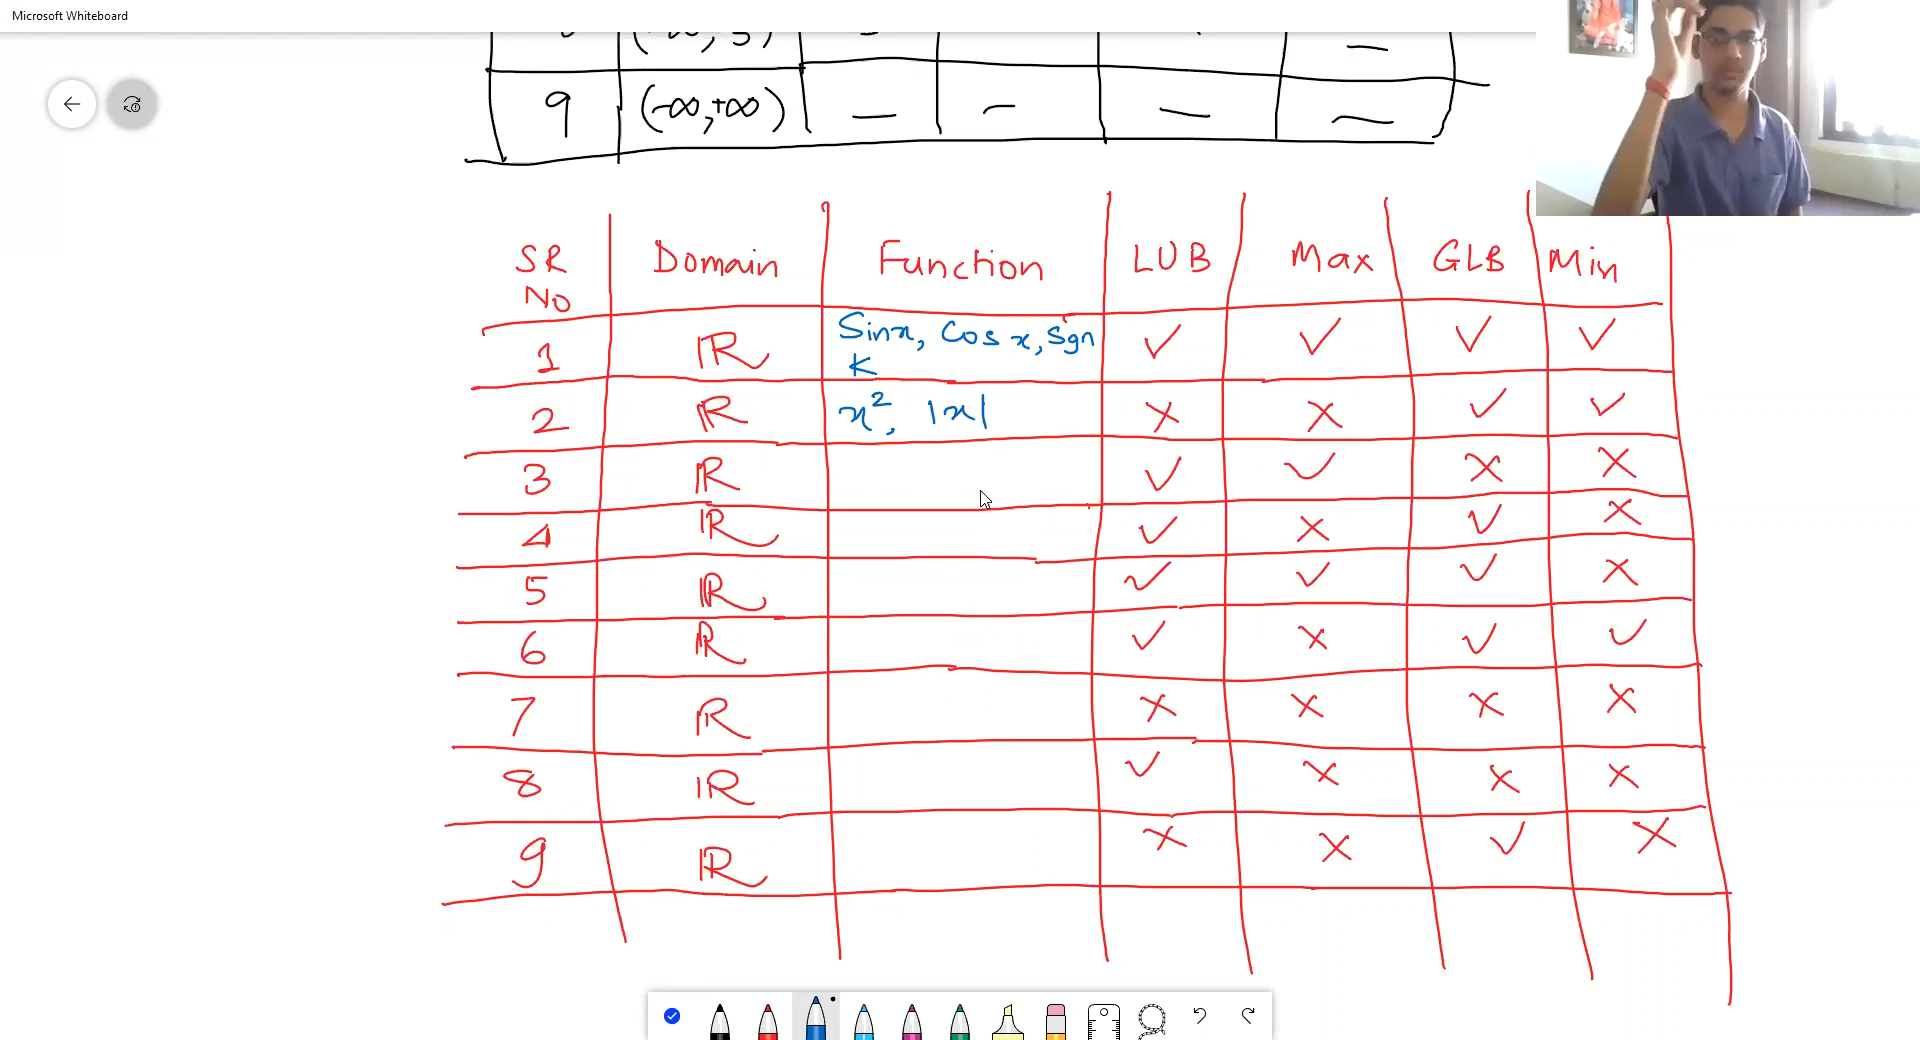 Microsoft Whiteboard
9 (-∞,+∞) — — — —
SR NO Domain Function LUB Max GLB Min
1 ℝ Sinx, Cosx, Sgn ✓ ✓ ✓ ✓
K
2 ℝ x², |x| × × ✓ ✓
3 ℝ ✓ ✓ × ×
4 ℝ ✓ × ✓ ×
5 ℝ ✓ ✓ ✓ ×
6 ℝ ✓ × ✓ ✓
7 ℝ × × × ×
8 ℝ ✓ × × ×
9 ℝ × × ✓ ×